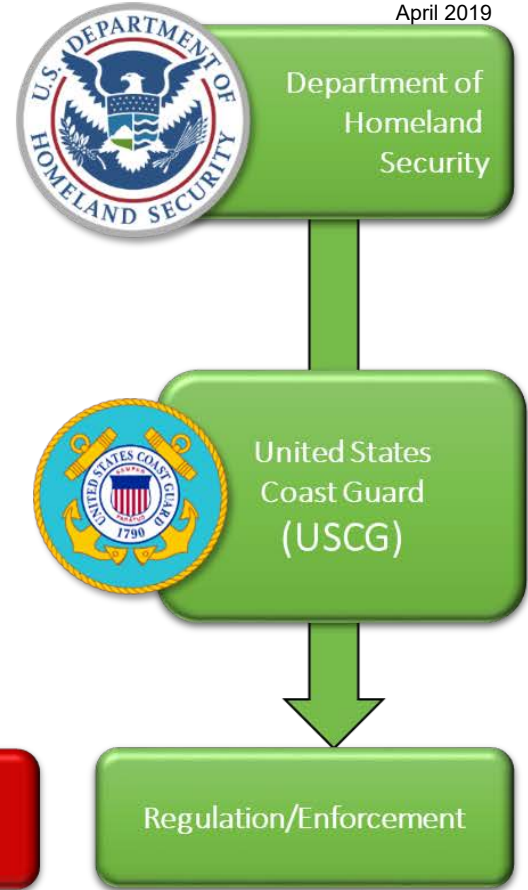 April 2019
U.S. DEPARTMENT OF
HOMELAND SECURITY
Department of
Homeland
Security
UNITED STATES COAST GUARD
1790
United States
Coast Guard
(USCG)
Regulation/Enforcement